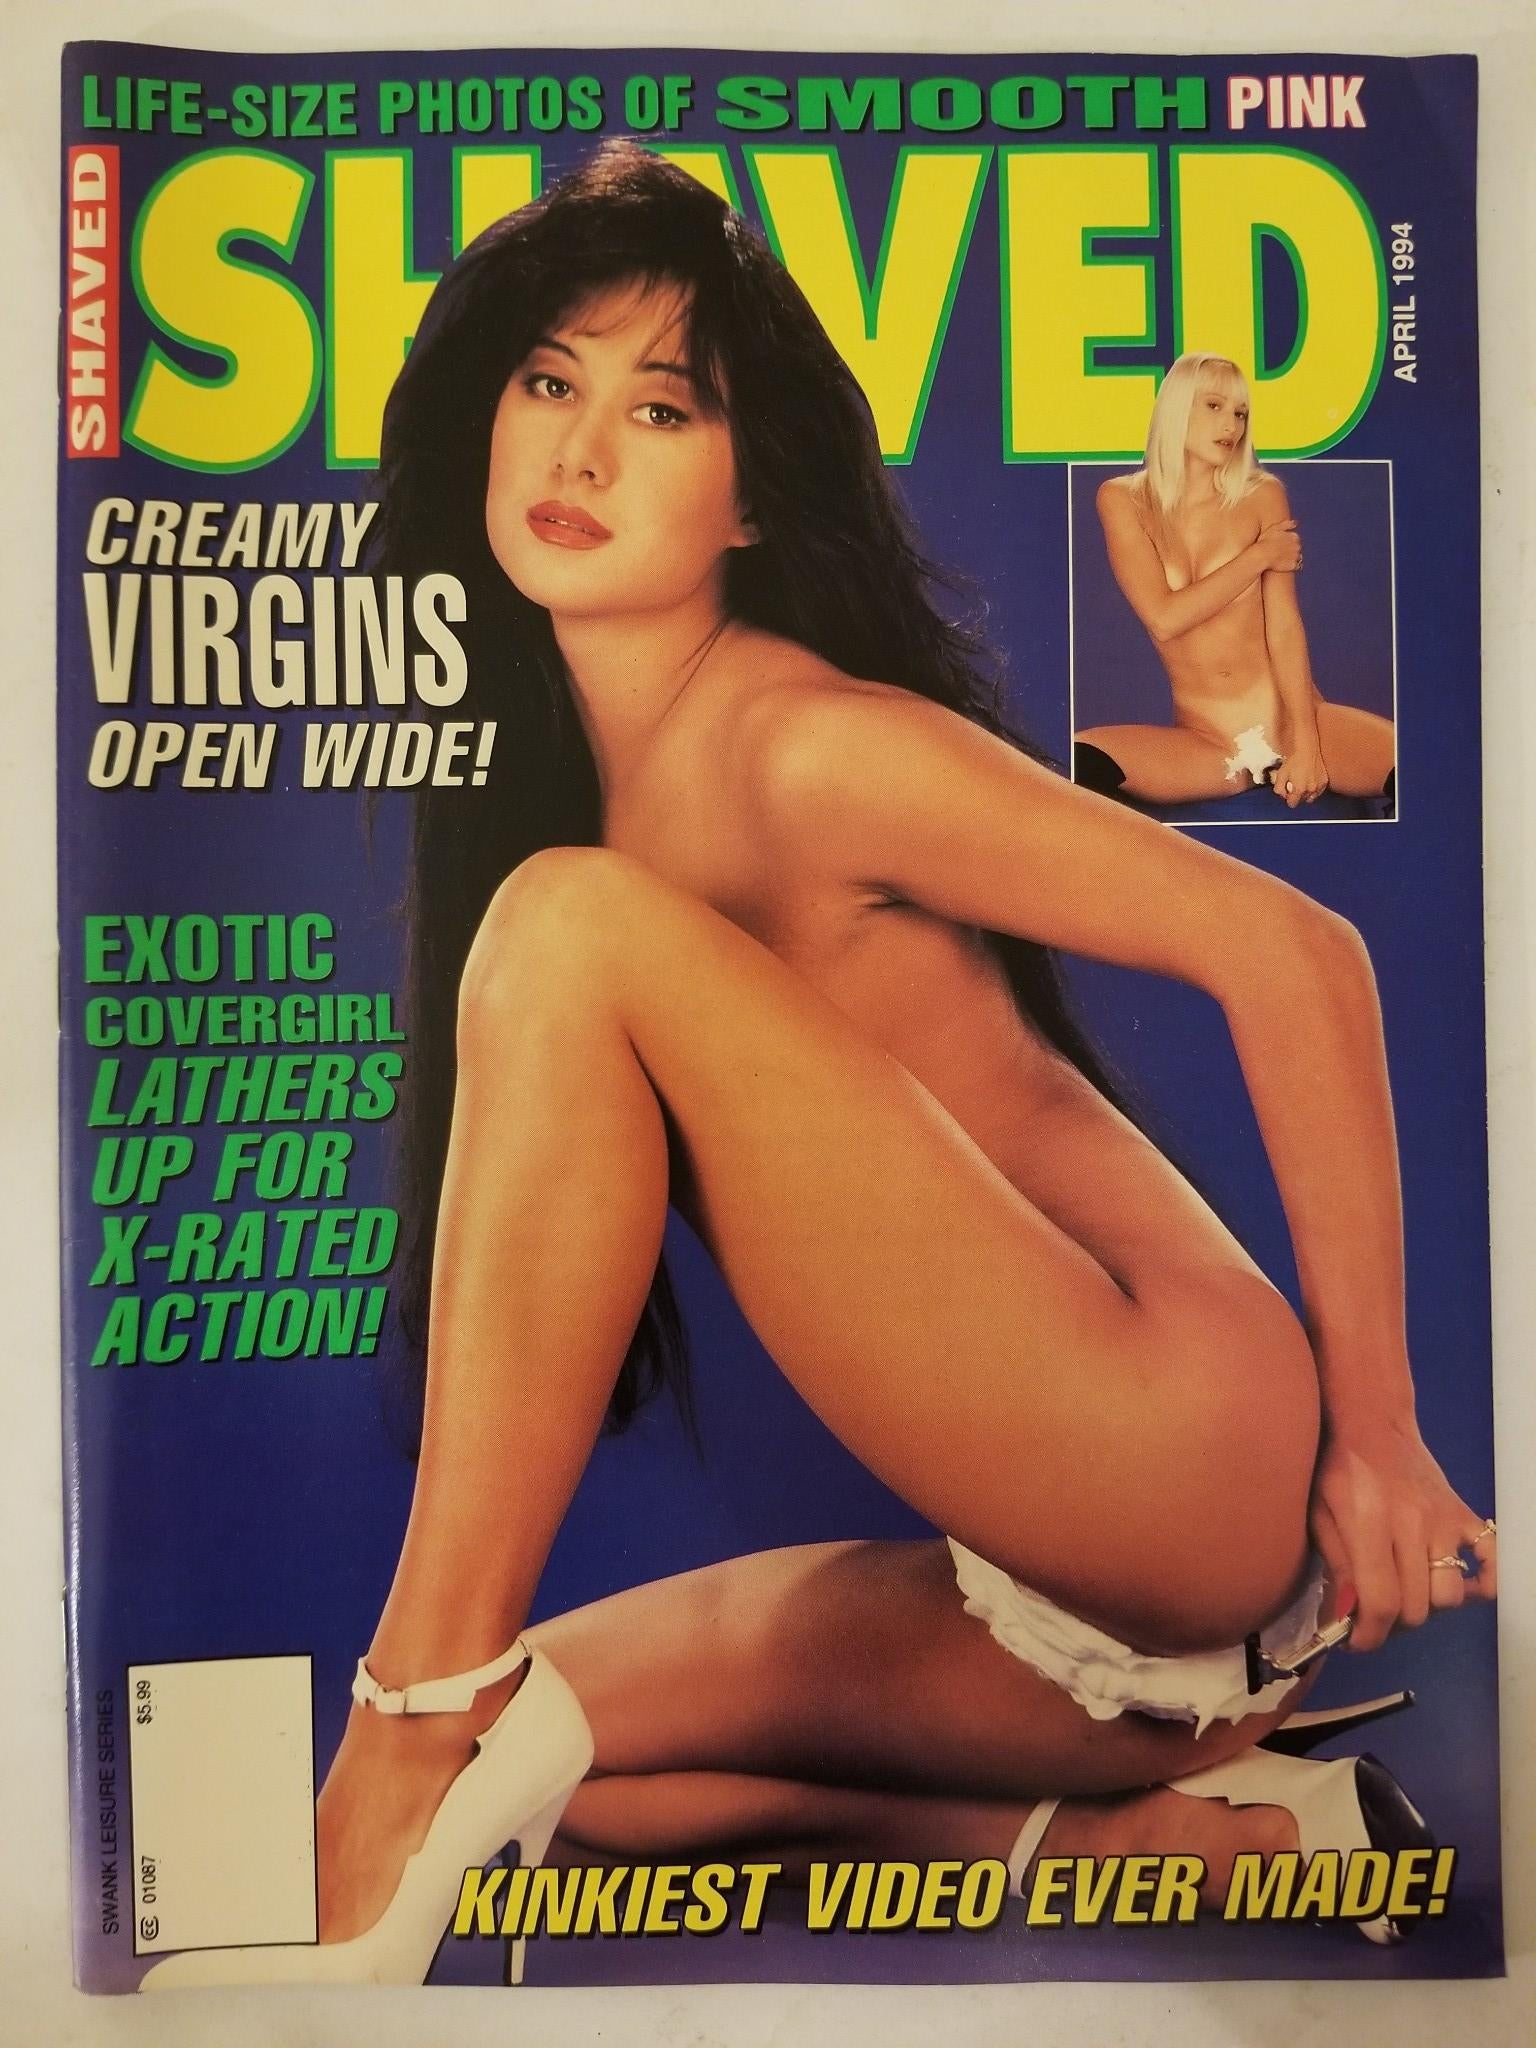 LIFE-SIZE PHOTOS OF SMOOTH PINK
SHAVED
SHAVED
APRIL 1994
CREAMY
VIRGINS
OPEN WIDE!
EXOTIC
COVERGIRL
LATHERS
UP FOR
X-RATED
ACTION!
SWANK LEISURE SERIES
$5.99
cc 01087
KINKIEST VIDEO EVER MADE!